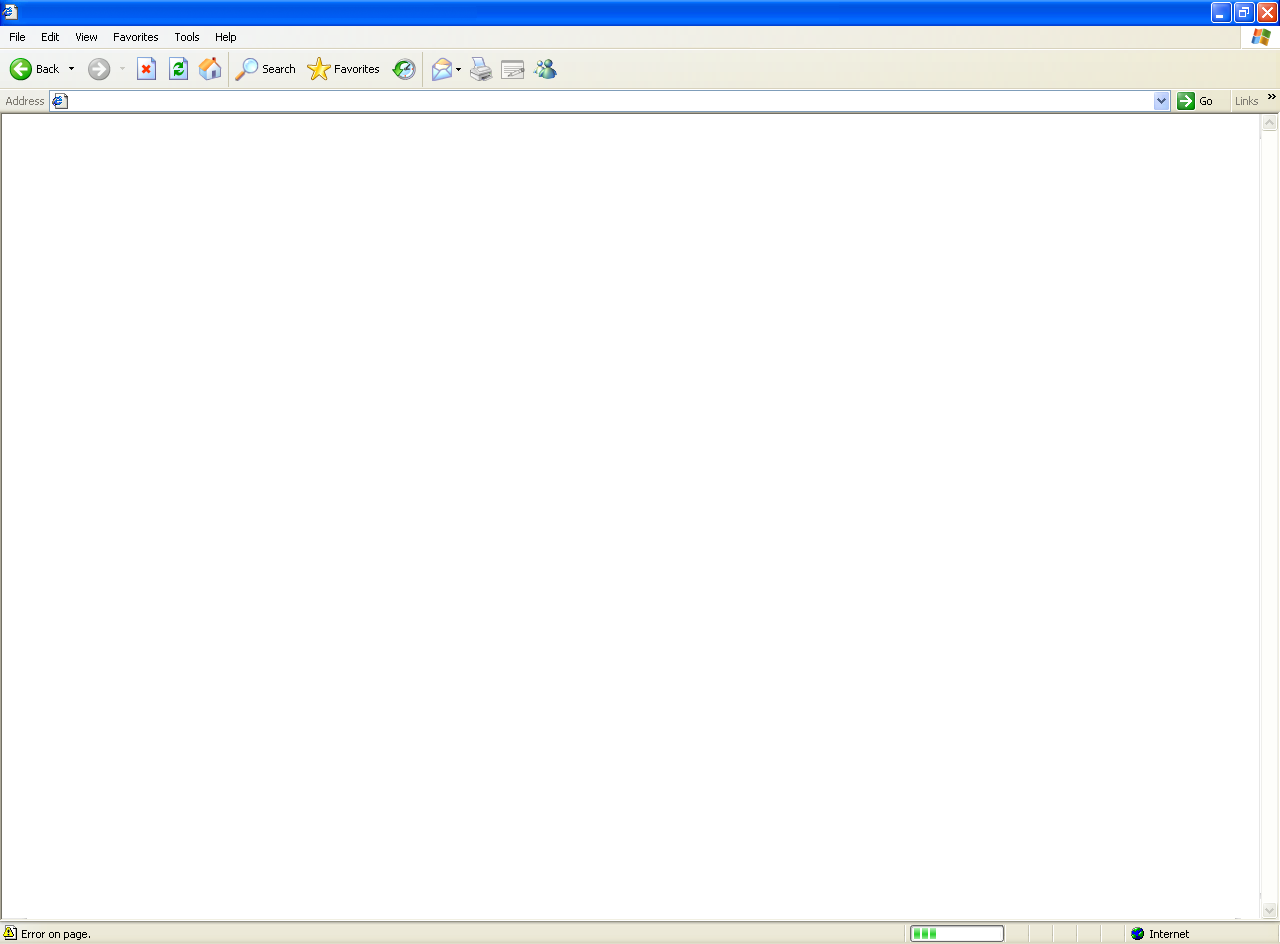 File Edit View Favorites Tools Help
Back Search Favorites
Address Go Links »
Error on page. Internet